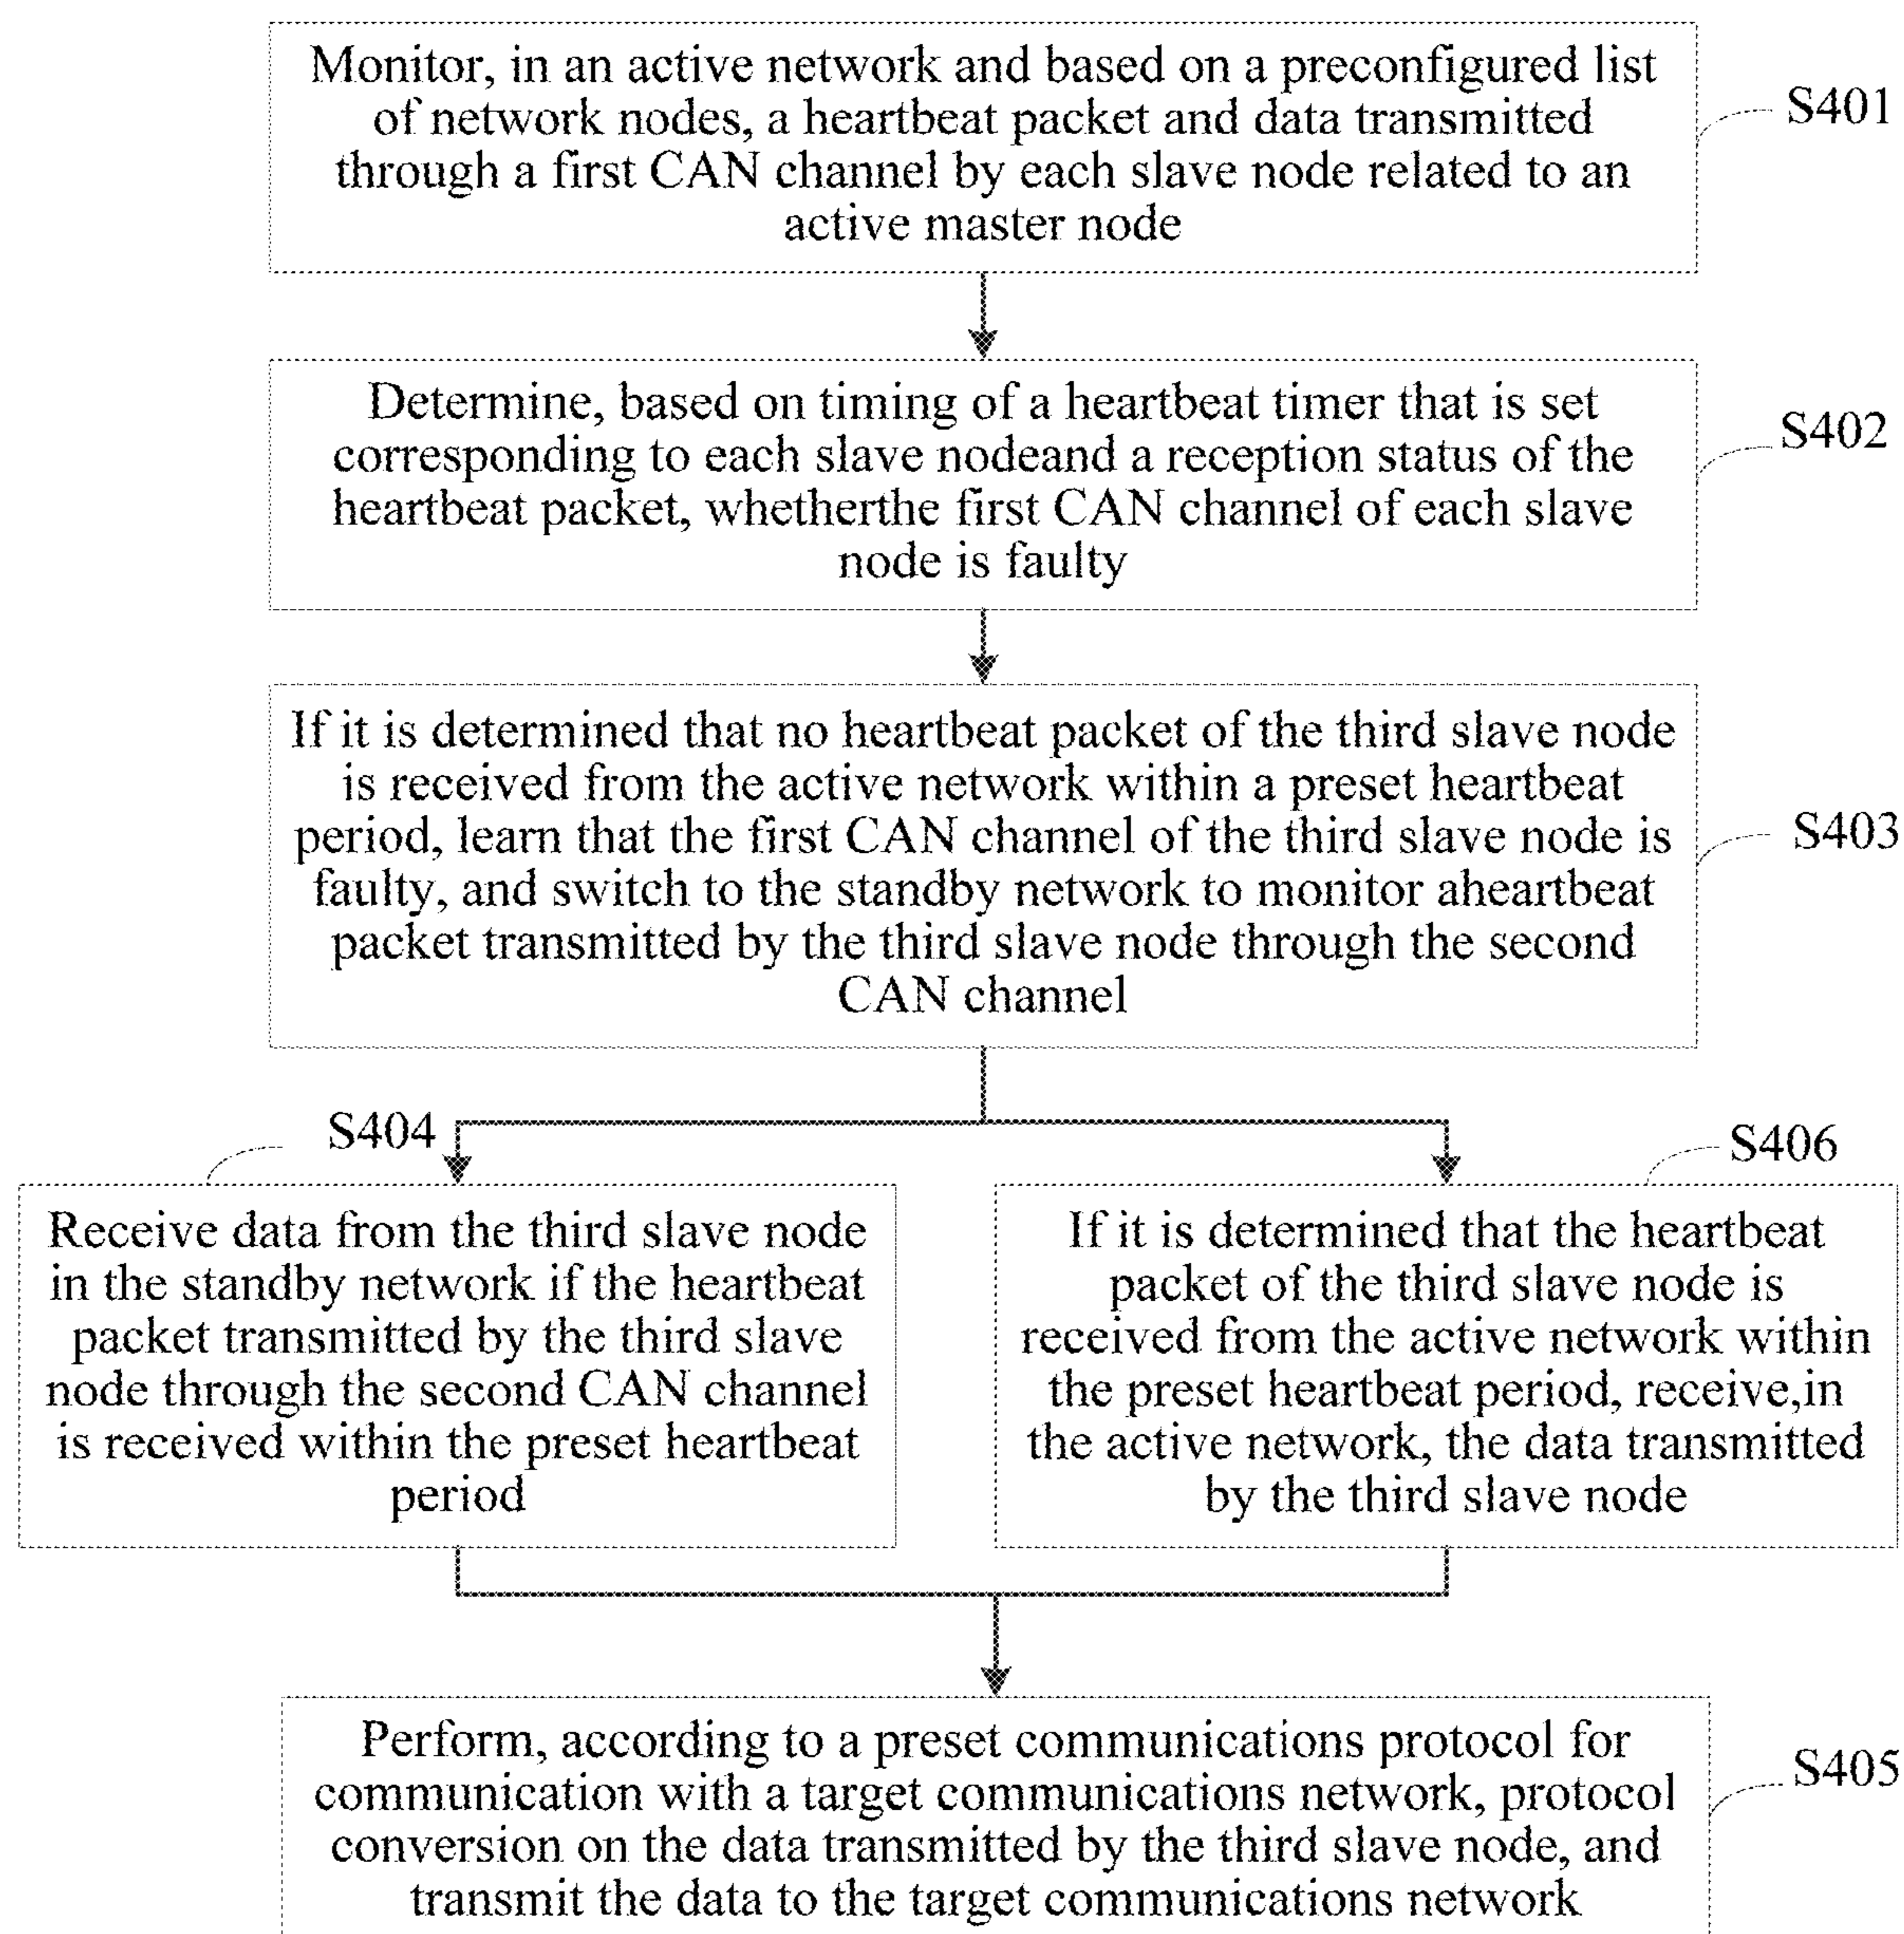 Monitor, in an active network and based on a preconfigured list
of network nodes, a heartbeat packet and data transmitted
through a first CAN channel by each slave node related to an
active master node
S401
Determine, based on timing of a heartbeat timer that is set
corresponding to each slave nodeand a reception status of the
heartbeat packet, whetherthe first CAN channel of each slave
node is faulty
S402
If it is determined that no heartbeat packet of the third slave node
is received from the active network within a preset heartbeat
period, learn that the first CAN channel of the third slave node is
faulty, and switch to the standby network to monitor aheartbeat
packet transmitted by the third slave node through the second
CAN channel
S403
S404
Receive data from the third slave node
in the standby network if the heartbeat
packet transmitted by the third slave
node through the second CAN channel
is received within the preset heartbeat
period
S406
If it is determined that the heartbeat
packet of the third slave node is
received from the active network within
the preset heartbeat period, receive,in
the active network, the data transmitted
by the third slave node
Perform, according to a preset communications protocol for
communication with a target communications network, protocol
conversion on the data transmitted by the third slave node, and
transmit the data to the target communications network
S405